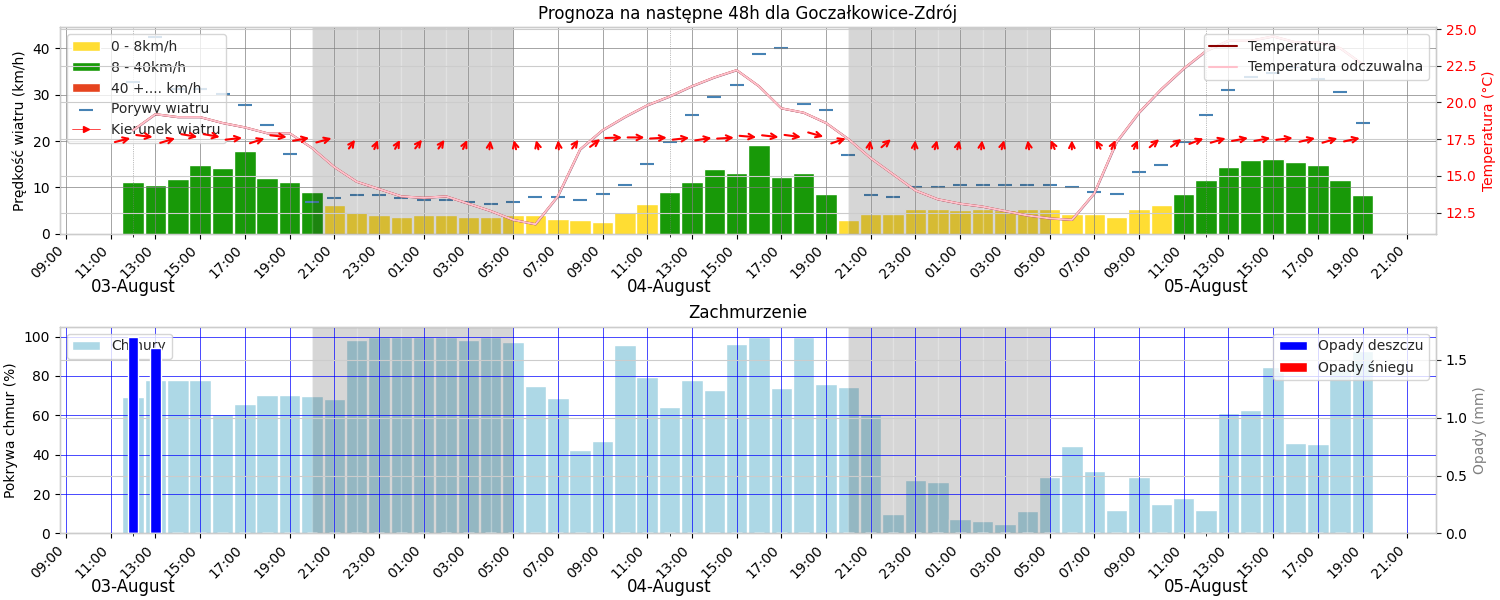 Prognoza na następne 48h dla Goczałkowice-Zdrój
Prędkość wiatru (km/h)
40
30
20
10
0
0 - 8km/h
8 - 40km/h
40 +.... km/h
Porywy wiatru
Kierunek wiatru
Temperatura
Temperatura odczuwalna
25.0
22.5
20.0
17.5
15.0
12.5
Temperatura (°C)
09:00 11:00 13:00 15:00 17:00 19:00 21:00 23:00 01:00 03:00 05:00 07:00 09:00 11:00 13:00 15:00 17:00 19:00 21:00 23:00 01:00 03:00 05:00 07:00 09:00 11:00 13:00 15:00 17:00 19:00 21:00
03-August 04-August 05-August
Zachmurzenie
Pokrywa chmur (%)
100
80
60
40
20
0
Chmury
Opady deszczu
Opady śniegu
1.5
1.0
0.5
0.0
Opady (mm)
09:00 11:00 13:00 15:00 17:00 19:00 21:00 23:00 01:00 03:00 05:00 07:00 09:00 11:00 13:00 15:00 17:00 19:00 21:00 23:00 01:00 03:00 05:00 07:00 09:00 11:00 13:00 15:00 17:00 19:00 21:00
03-August 04-August 05-August